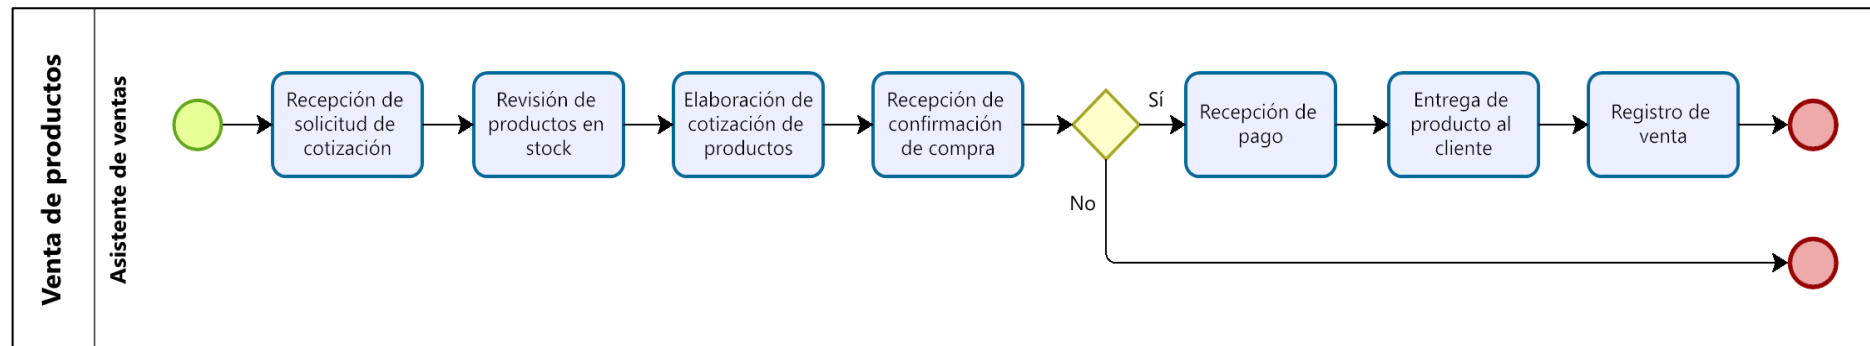 Venta de productos
Asistente de ventas
Recepción de
solicitud de
cotización
Revisión de
productos en
stock
Elaboración de
cotización de
productos
Recepción de
confirmación
de compra
Sí
No
Recepción de
pago
Entrega de
producto al
cliente
Registro de
venta